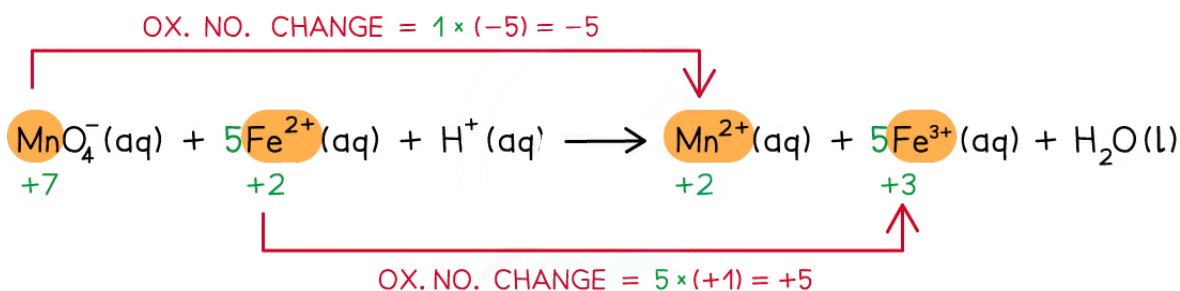 OX. NO. CHANGE = 1 × (−5) = −5
MnO₄⁻ (aq) + 5Fe²⁺ (aq) + H⁺ (aq) ⟶ Mn²⁺ (aq) + 5Fe³⁺ (aq) + H₂O (l)
+7 +2 +2 +3
OX. NO. CHANGE = 5 × (+1) = +5